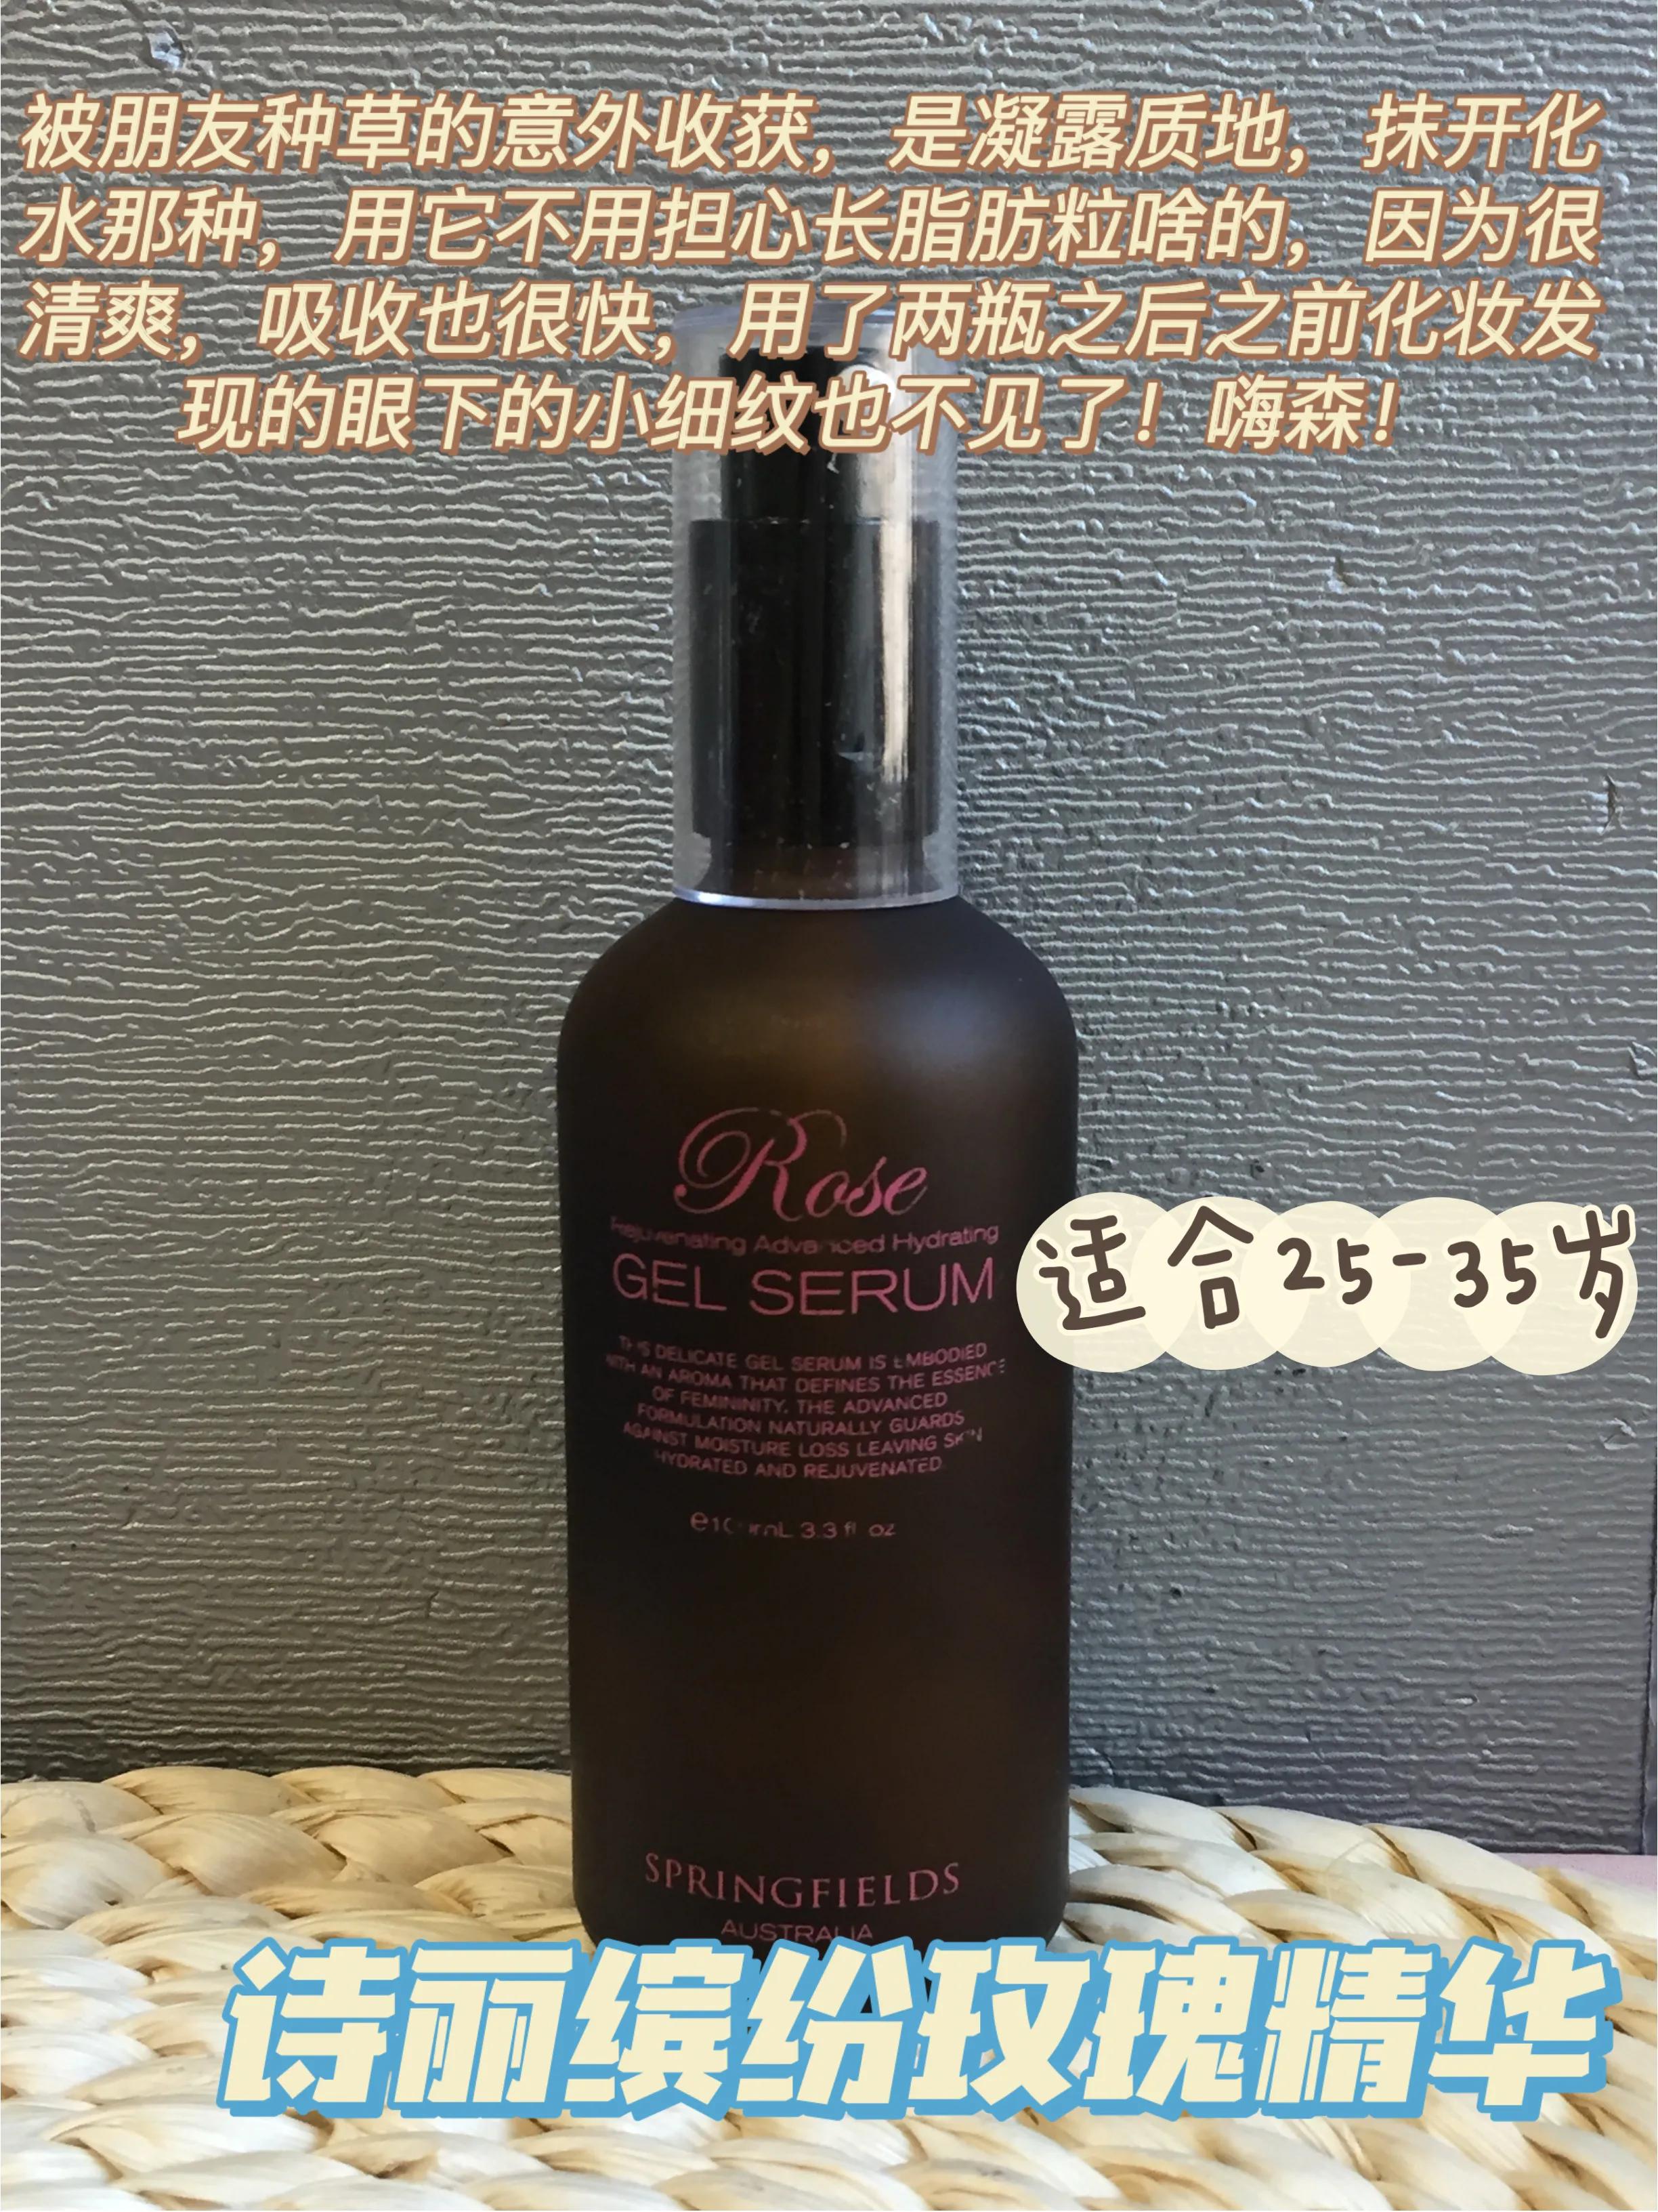 被朋友种草的意外收获，是凝露质地，抹开化
水那种，用它不用担心长脂肪粒啥的，因为很
清爽，吸收也很快，用了两瓶之后之前化妆发
现的眼下的小细纹也不见了！嗨森！
Rose
Rejuvenating Advanced Hydrating
GEL SERUM
适合25-35岁
THIS DELICATE GEL SERUM IS EMBODIED
WITH AN AROMA THAT DEFINES THE ESSENCE
OF FEMININITY. THE ADVANCED
FORMULATION NATURALLY GUARDS
AGAINST MOISTURE LOSS LEAVING SKIN
HYDRATED AND REJUVENATED
e100mL 3.3 fl oz
SPRINGFIELDS
AUSTRALIA
诗丽缤纷玫瑰精华